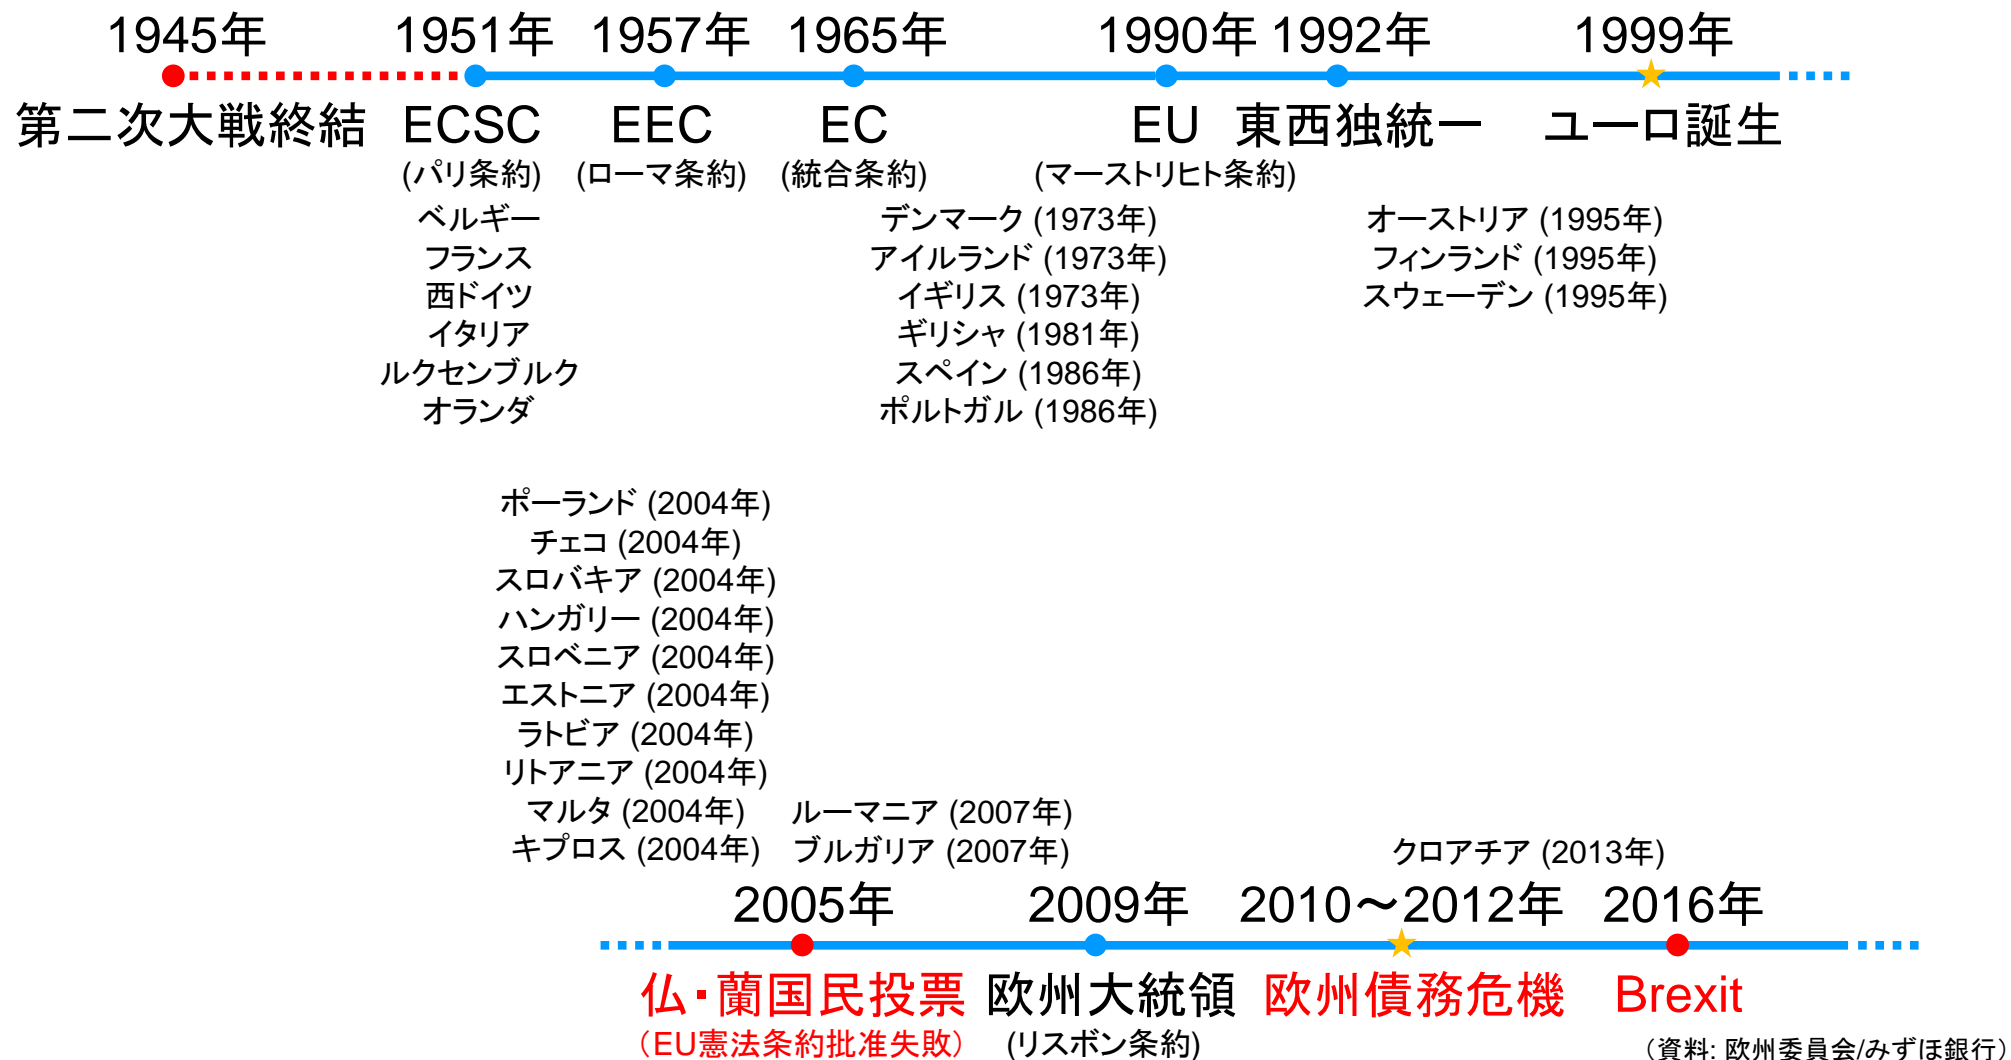 1945年 1951年 1957年 1965年 1990年 1992年 1999年
第二次大戦終結 ECSC EEC EC EU 東西独統一 ユーロ誕生
(パリ条約) (ローマ条約) (統合条約) (マーストリヒト条約)
ベルギー デンマーク (1973年) オーストリア (1995年)
フランス アイルランド (1973年) フィンランド (1995年)
西ドイツ イギリス (1973年) スウェーデン (1995年)
イタリア ギリシャ (1981年)
ルクセンブルク スペイン (1986年)
オランダ ポルトガル (1986年)
ポーランド (2004年)
チェコ (2004年)
スロバキア (2004年)
ハンガリー (2004年)
スロベニア (2004年)
エストニア (2004年)
ラトビア (2004年)
リトアニア (2004年)
マルタ (2004年) ルーマニア (2007年)
キプロス (2004年) ブルガリア (2007年) クロアチア (2013年)
2005年 2009年 2010～2012年 2016年
仏・蘭国民投票 欧州大統領 欧州債務危機 Brexit
（EU憲法条約批准失敗） (リスボン条約)
（資料: 欧州委員会/みずほ銀行）